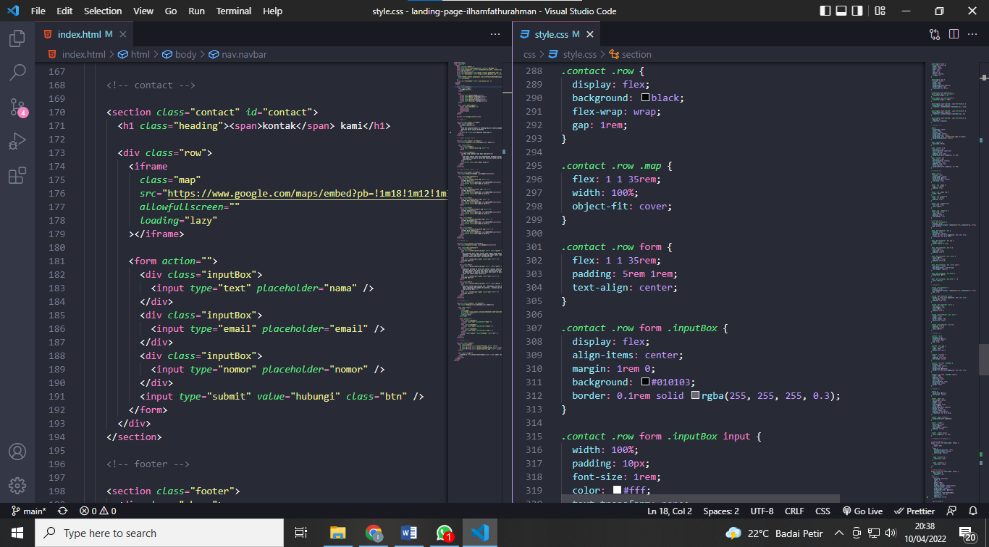 File Edit Selection View Go Run Terminal Help
style.css - landing-page-ilhamfathurahman - Visual Studio Code
index.html M
index.html > html > body > nav.navbar
167
168 <!-- contact -->
169
170 <section class="contact" id="contact">
171 <h1 class="heading"><span>kontak</span> kami</h1>
172
173 <div class="row">
174 <iframe
175 class="map"
176 src="https://www.google.com/maps/embed?pb=!1m18!1m12!1m
177 allowfullscreen=""
178 loading="lazy"
179 ></iframe>
180
181 <form action="">
182 <div class="inputBox">
183 <input type="text" placeholder="nama" />
184 </div>
185 <div class="inputBox">
186 <input type="email" placeholder="email" />
187 </div>
188 <div class="inputBox">
189 <input type="nomor" placeholder="nomor" />
190 </div>
191 <input type="submit" value="hubungi" class="btn" />
192 </form>
193 </div>
194 </section>
195
196 <!-- footer -->
197
198 <section class="footer">
style.css M
css > style.css > section
288 .contact .row {
289 display: flex;
290 background: black;
291 flex-wrap: wrap;
292 gap: 1rem;
293 }
294
295 .contact .row .map {
296 flex: 1 1 35rem;
297 width: 100%;
298 object-fit: cover;
299 }
300
301 .contact .row form {
302 flex: 1 1 35rem;
303 padding: 5rem 1rem;
304 text-align: center;
305 }
306
307 .contact .row form .inputBox {
308 display: flex;
309 align-items: center;
310 margin: 1rem 0;
311 background: #010103;
312 border: 0.1rem solid rgba(255, 255, 255, 0.3);
313 }
314
315 .contact .row form .inputBox input {
316 width: 100%;
317 padding: 10px;
318 font-size: 1rem;
319 color: #fff;
4
main*
0 0
Ln 18, Col 2
Spaces: 2
UTF-8
CRLF
CSS
Go Live
Prettier
Type here to search
1
22°C Badai Petir
20:38
10/04/2022
20